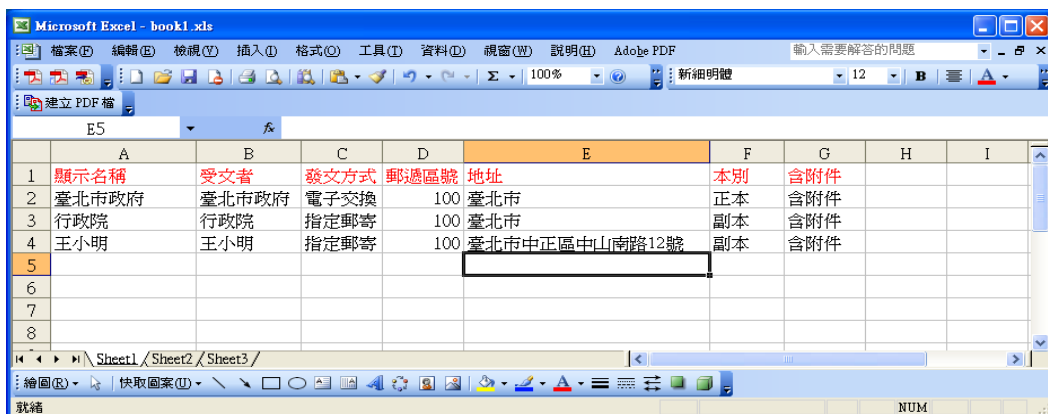 Microsoft Excel - book1.xls
檔案(F) 編輯(E) 檢視(V) 插入(I) 格式(O) 工具(T) 資料(D) 視窗(W) 說明(H) Adobe PDF 輸入需要解答的問題
Σ 100% 新細明體 12 B A
建立 PDF 檔
E5 fx
A B C D E F G H I
1 顯示名稱 受文者 發文方式 郵遞區號 地址 本別 含附件
2 臺北市政府 臺北市政府 電子交換 100 臺北市 正本 含附件
3 行政院 行政院 指定郵寄 100 臺北市 副本 含附件
4 王小明 王小明 指定郵寄 100 臺北市中正區中山南路12號 副本 含附件
5
6
7
8
Sheet1 Sheet2 Sheet3
繪圖(R) 快取圖案(U) A
就緒 NUM